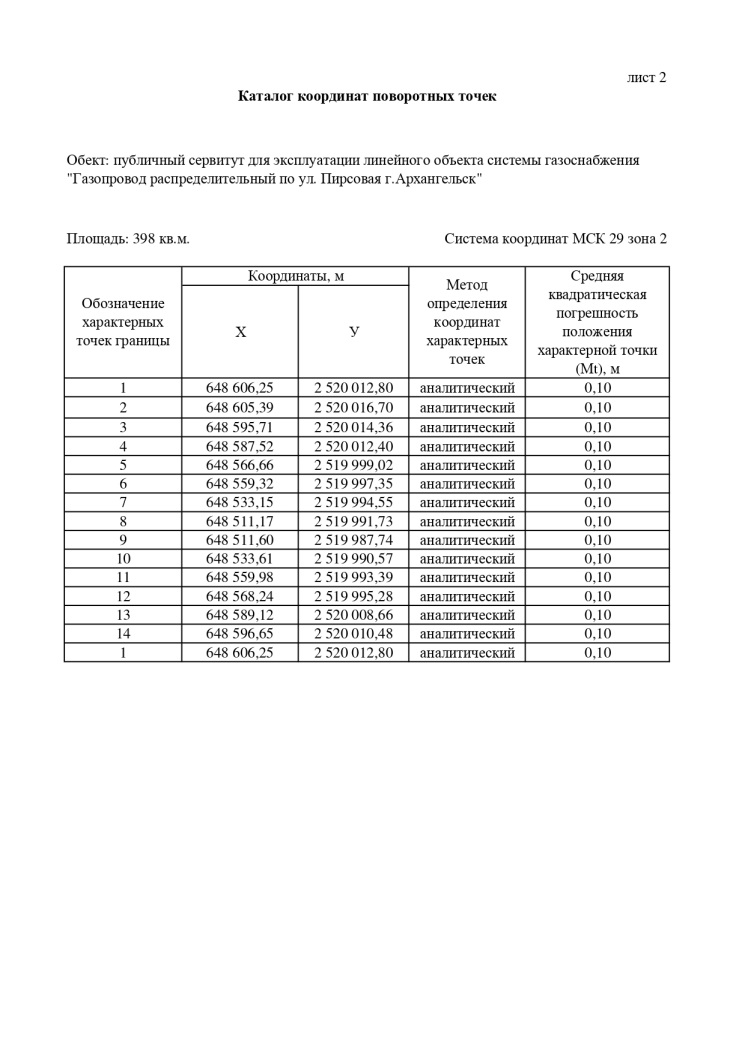 лист 2
Каталог координат поворотных точек
Обект: публичный сервитут для эксплуатации линейного объекта системы газоснабжения
"Газопровод распределительный по ул. Пирсовая г.Архангельск"
Площадь: 398 кв.м. Система координат МСК 29 зона 2
Обозначение
характерных
точек границы
Координаты, м
Х
У
Метод
определения
координат
характерных
точек
Средняя
квадратическая
погрешность
положения
характерной точки
(Mt), м
1 648 606,25 2 520 012,80 аналитический 0,10
2 648 605,39 2 520 016,70 аналитический 0,10
3 648 595,71 2 520 014,36 аналитический 0,10
4 648 587,52 2 520 012,40 аналитический 0,10
5 648 566,66 2 519 999,02 аналитический 0,10
6 648 559,32 2 519 997,35 аналитический 0,10
7 648 533,15 2 519 994,55 аналитический 0,10
8 648 511,17 2 519 991,73 аналитический 0,10
9 648 511,60 2 519 987,74 аналитический 0,10
10 648 533,61 2 519 990,57 аналитический 0,10
11 648 559,98 2 519 993,39 аналитический 0,10
12 648 568,24 2 519 995,28 аналитический 0,10
13 648 589,12 2 520 008,66 аналитический 0,10
14 648 596,65 2 520 010,48 аналитический 0,10
1 648 606,25 2 520 012,80 аналитический 0,10